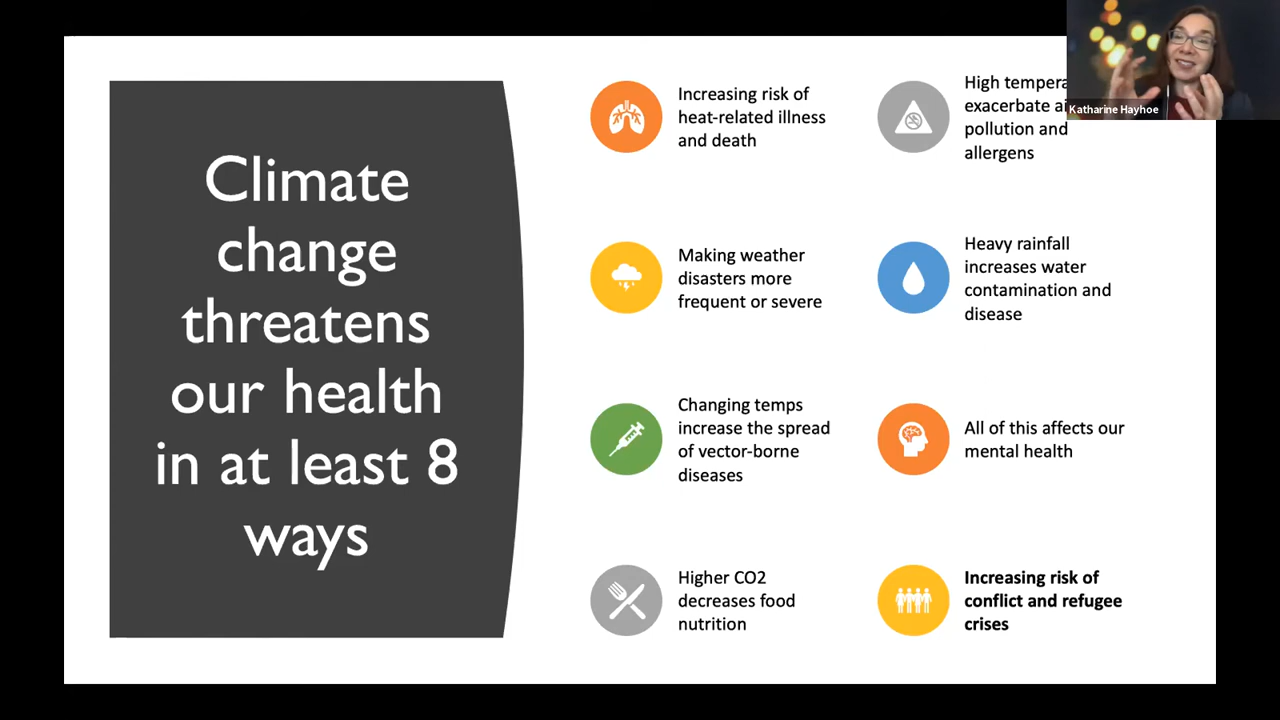 Climate
change
threatens
our health
in at least 8
ways
Increasing risk of
heat-related illness
and death
High
exacerbate
pollution and
allergens
Katharine Hayhoe
Making weather
disasters more
frequent or severe
Heavy rainfall
increases water
contamination and
disease
Changing temps
increase the spread
of vector-borne
diseases
All of this affects our
mental health
Higher CO2
decreases food
nutrition
Increasing risk of
conflict and refugee
crises